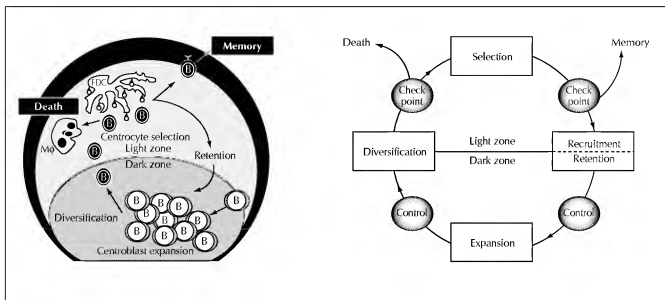 Memory
B
FDC
Death
B
B
Mφ
B
Centrocyte selection
Light zone
Retention
Dark zone
B
B
B
B
B
B
B
B
B
B
B
B
B
Diversification
Centroblast expansion
Death
Selection
Memory
Check
point
Check
point
Diversification
Light zone
Dark zone
Recruitment
Retention
Control
Control
Expansion